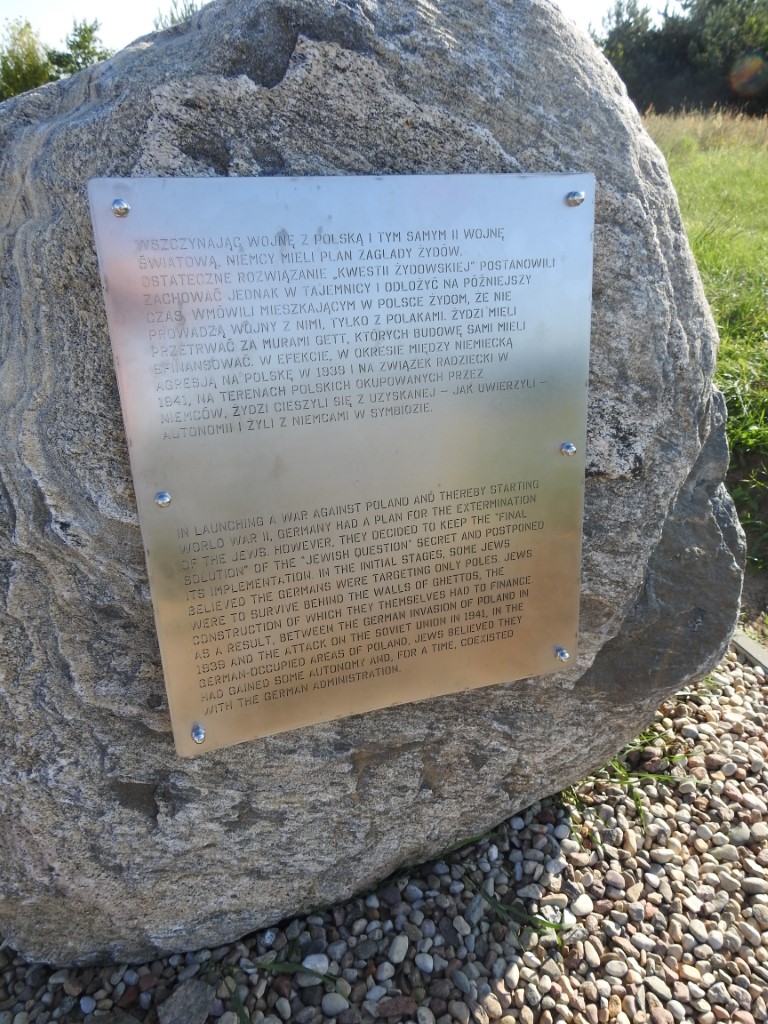 WSZCZYNAJĄC WOJNĘ Z POLSKĄ I TYM SAMYM II WOJNĘ
ŚWIATOWĄ, NIEMCY MIELI PLAN ZAGŁADY ŻYDÓW.
OSTATECZNE ROZWIĄZANIE „KWESTII ŻYDOWSKIEJ” POSTANOWILI
ZACHOWAĆ JEDNAK W TAJEMNICY I ODŁOŻYĆ NA PÓŹNIEJSZY
CZAS. WMÓWILI MIESZKAJĄCYM W POLSCE ŻYDOM, ŻE NIE
PROWADZĄ WOJNY Z NIMI, TYLKO Z POLAKAMI. ŻYDZI MIELI
PRZETRWAĆ ZA MURAMI GETT, KTÓRYCH BUDOWĘ SAMI MIELI
SFINANSOWAĆ. W EFEKCIE, W OKRESIE MIĘDZY NIEMIECKĄ
AGRESJĄ NA POLSKĘ W 1939 I NA ZWIĄZEK RADZIECKI W
1941, NA TERENACH POLSKICH OKUPOWANYCH PRZEZ
NIEMCÓW, ŻYDZI CIESZYLI SIĘ Z UZYSKANEJ – JAK UWIERZYLI –
AUTONOMII I ŻYLI Z NIEMCAMI W SYMBIOZIE.
IN LAUNCHING A WAR AGAINST POLAND AND THEREBY STARTING
WORLD WAR II, GERMANY HAD A PLAN FOR THE EXTERMINATION
OF THE JEWS. HOWEVER, THEY DECIDED TO KEEP THE "FINAL
SOLUTION" OF THE "JEWISH QUESTION" SECRET AND POSTPONED
ITS IMPLEMENTATION. IN THE INITIAL STAGES, SOME JEWS
BELIEVED THE GERMANS WERE TARGETING ONLY POLES. JEWS
WERE TO SURVIVE BEHIND THE WALLS OF GHETTOS, THE
CONSTRUCTION OF WHICH THEY THEMSELVES HAD TO FINANCE.
AS A RESULT, BETWEEN THE GERMAN INVASION OF POLAND IN
1939 AND THE ATTACK ON THE SOVIET UNION IN 1941, IN THE
GERMAN-OCCUPIED AREAS OF POLAND, JEWS BELIEVED THEY
HAD GAINED SOME AUTONOMY AND, FOR A TIME, COEXISTED
WITH THE GERMAN ADMINISTRATION.